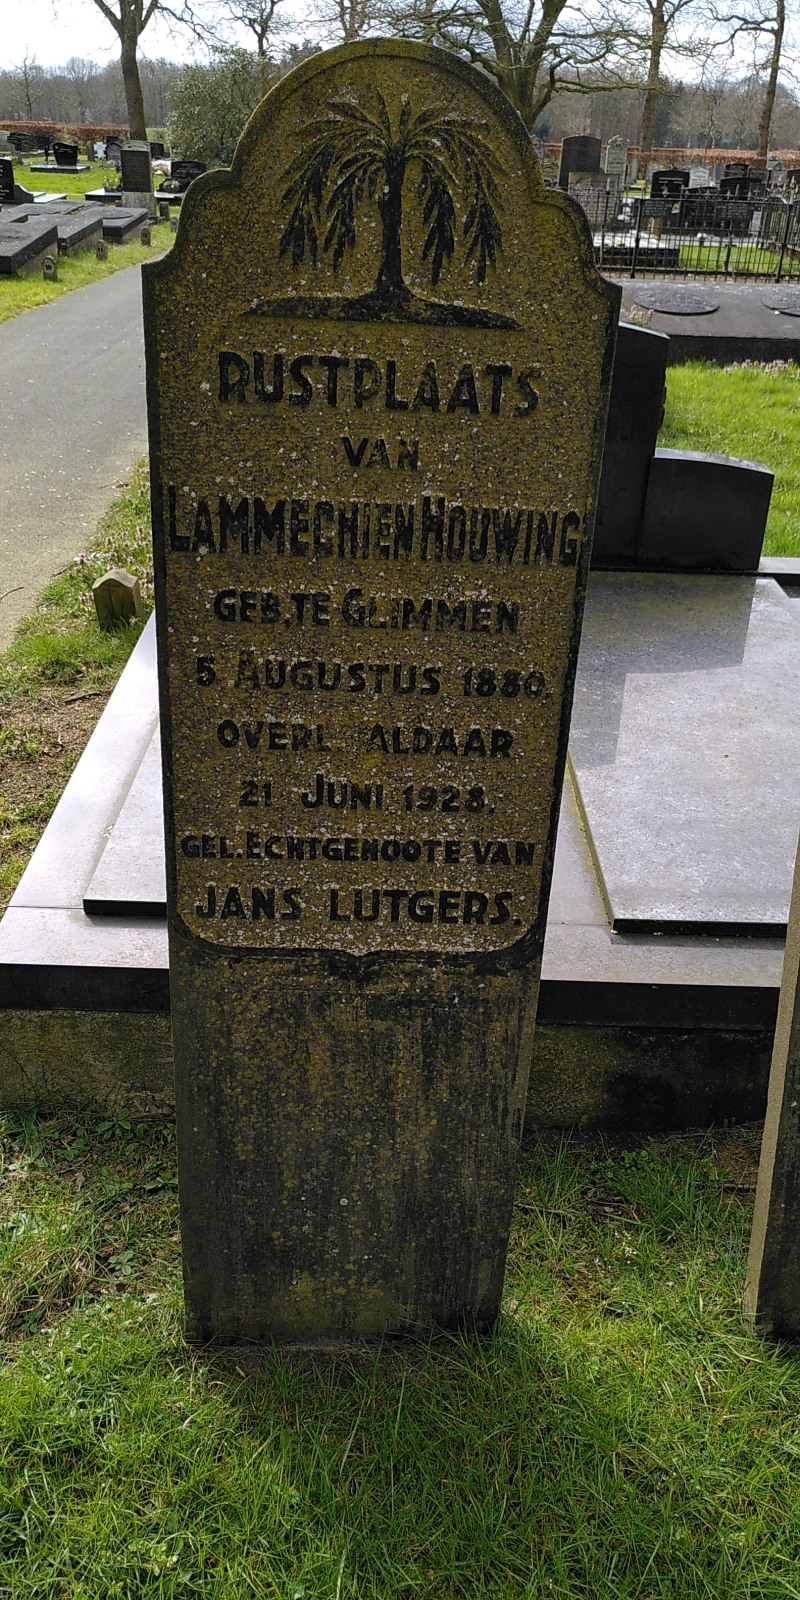 RUSTPLAATS
VAN
LAMMECHIEN HOUWING
GEB. TE GLIMMEN
5 AUGUSTUS 1880.
OVERL. ALDAAR
21 JUNI 1928.
GEL. ECHTGENOOTE VAN
JANS LUTGERS.